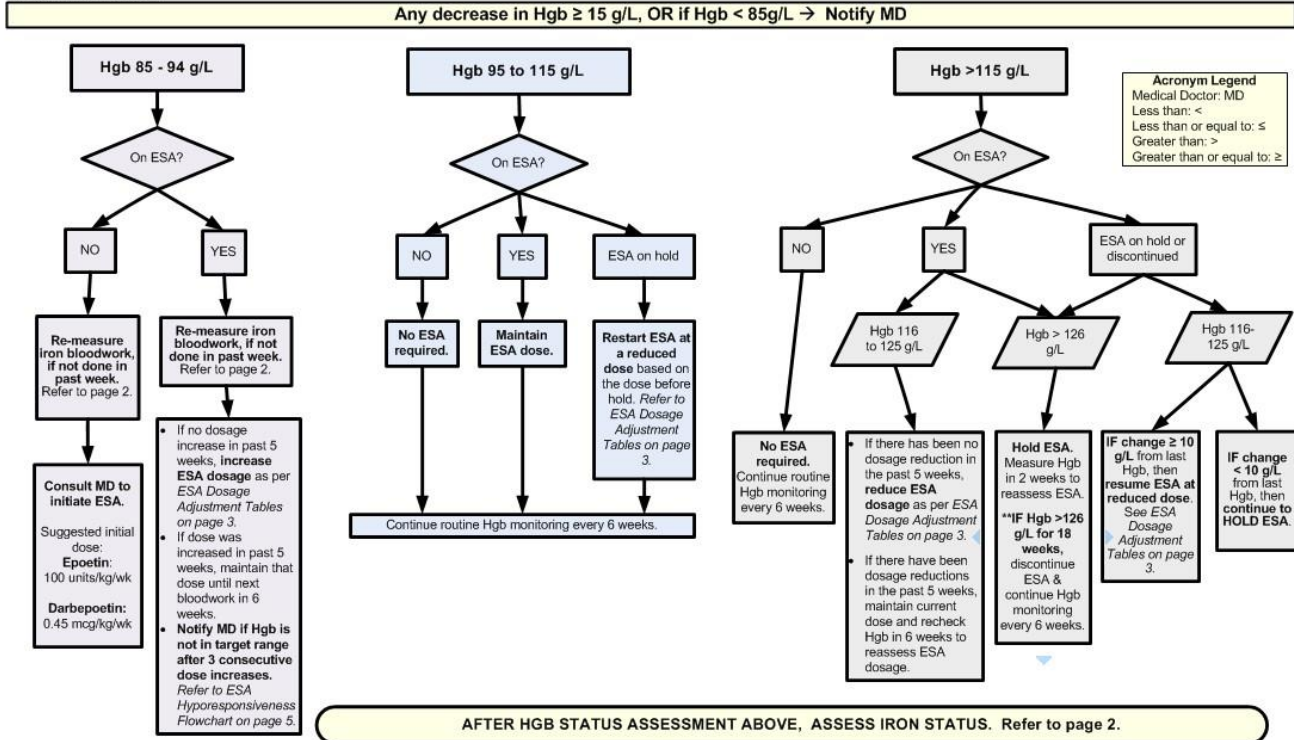 Any decrease in Hgb ≥ 15 g/L, OR if Hgb < 85g/L → Notify MD
Hgb 85 - 94 g/L
On ESA?
NO
YES
Re-measure
iron bloodwork,
if not done in
past week.
Refer to page 2.
Consult MD to
initiate ESA.
Suggested initial
dose:
Epoetin:
100 units/kg/wk
Darbepoetin:
0.45 mcg/kg/wk
Re-measure iron
bloodwork, if not
done in past week.
Refer to page 2.
• If no dosage
increase in past 5
weeks, increase
ESA dosage as per
ESA Dosage
Adjustment Tables
on page 3.
• If dose was
increased in past 5
weeks, maintain that
dose until next
bloodwork in 6
weeks.
• Notify MD if Hgb is
not in target range
after 3 consecutive
dose increases.
Refer to ESA
Hyporesponsiveness
Flowchart on page 5.
Hgb 95 to 115 g/L
On ESA?
NO
YES
ESA on hold
No ESA
required.
Maintain
ESA dose.
Restart ESA at
a reduced
dose based on
the dose before
hold. Refer to
ESA Dosage
Adjustment
Tables on page
3.
Continue routine Hgb monitoring every 6 weeks.
Hgb >115 g/L
On ESA?
NO
YES
ESA on hold or
discontinued
Hgb 116
to 125 g/L
Hgb > 126
g/L
Hgb 116-
125 g/L
No ESA
required.
Continue routine
Hgb monitoring
every 6 weeks.
• If there has been no
dosage reduction in
the past 5 weeks,
reduce ESA
dosage as per ESA
Dosage Adjustment
Tables on page 3.
• If there have been
dosage reductions
in the past 5 weeks,
maintain current
dose and recheck
Hgb in 6 weeks to
reassess ESA
dosage.
Hold ESA.
Measure Hgb
in 2 weeks to
reassess ESA.
**IF Hgb >126
g/L for 18
weeks,
discontinue
ESA &
continue Hgb
monitoring
every 6 weeks.
IF change ≥ 10
g/L from last
Hgb, then
resume ESA at
reduced dose.
See ESA
Dosage
Adjustment
Tables on page
3.
IF change
< 10 g/L
from last
Hgb, then
continue to
HOLD ESA.
Acronym Legend
Medical Doctor: MD
Less than: <
Less than or equal to: ≤
Greater than: >
Greater than or equal to: ≥
AFTER HGB STATUS ASSESSMENT ABOVE, ASSESS IRON STATUS. Refer to page 2.